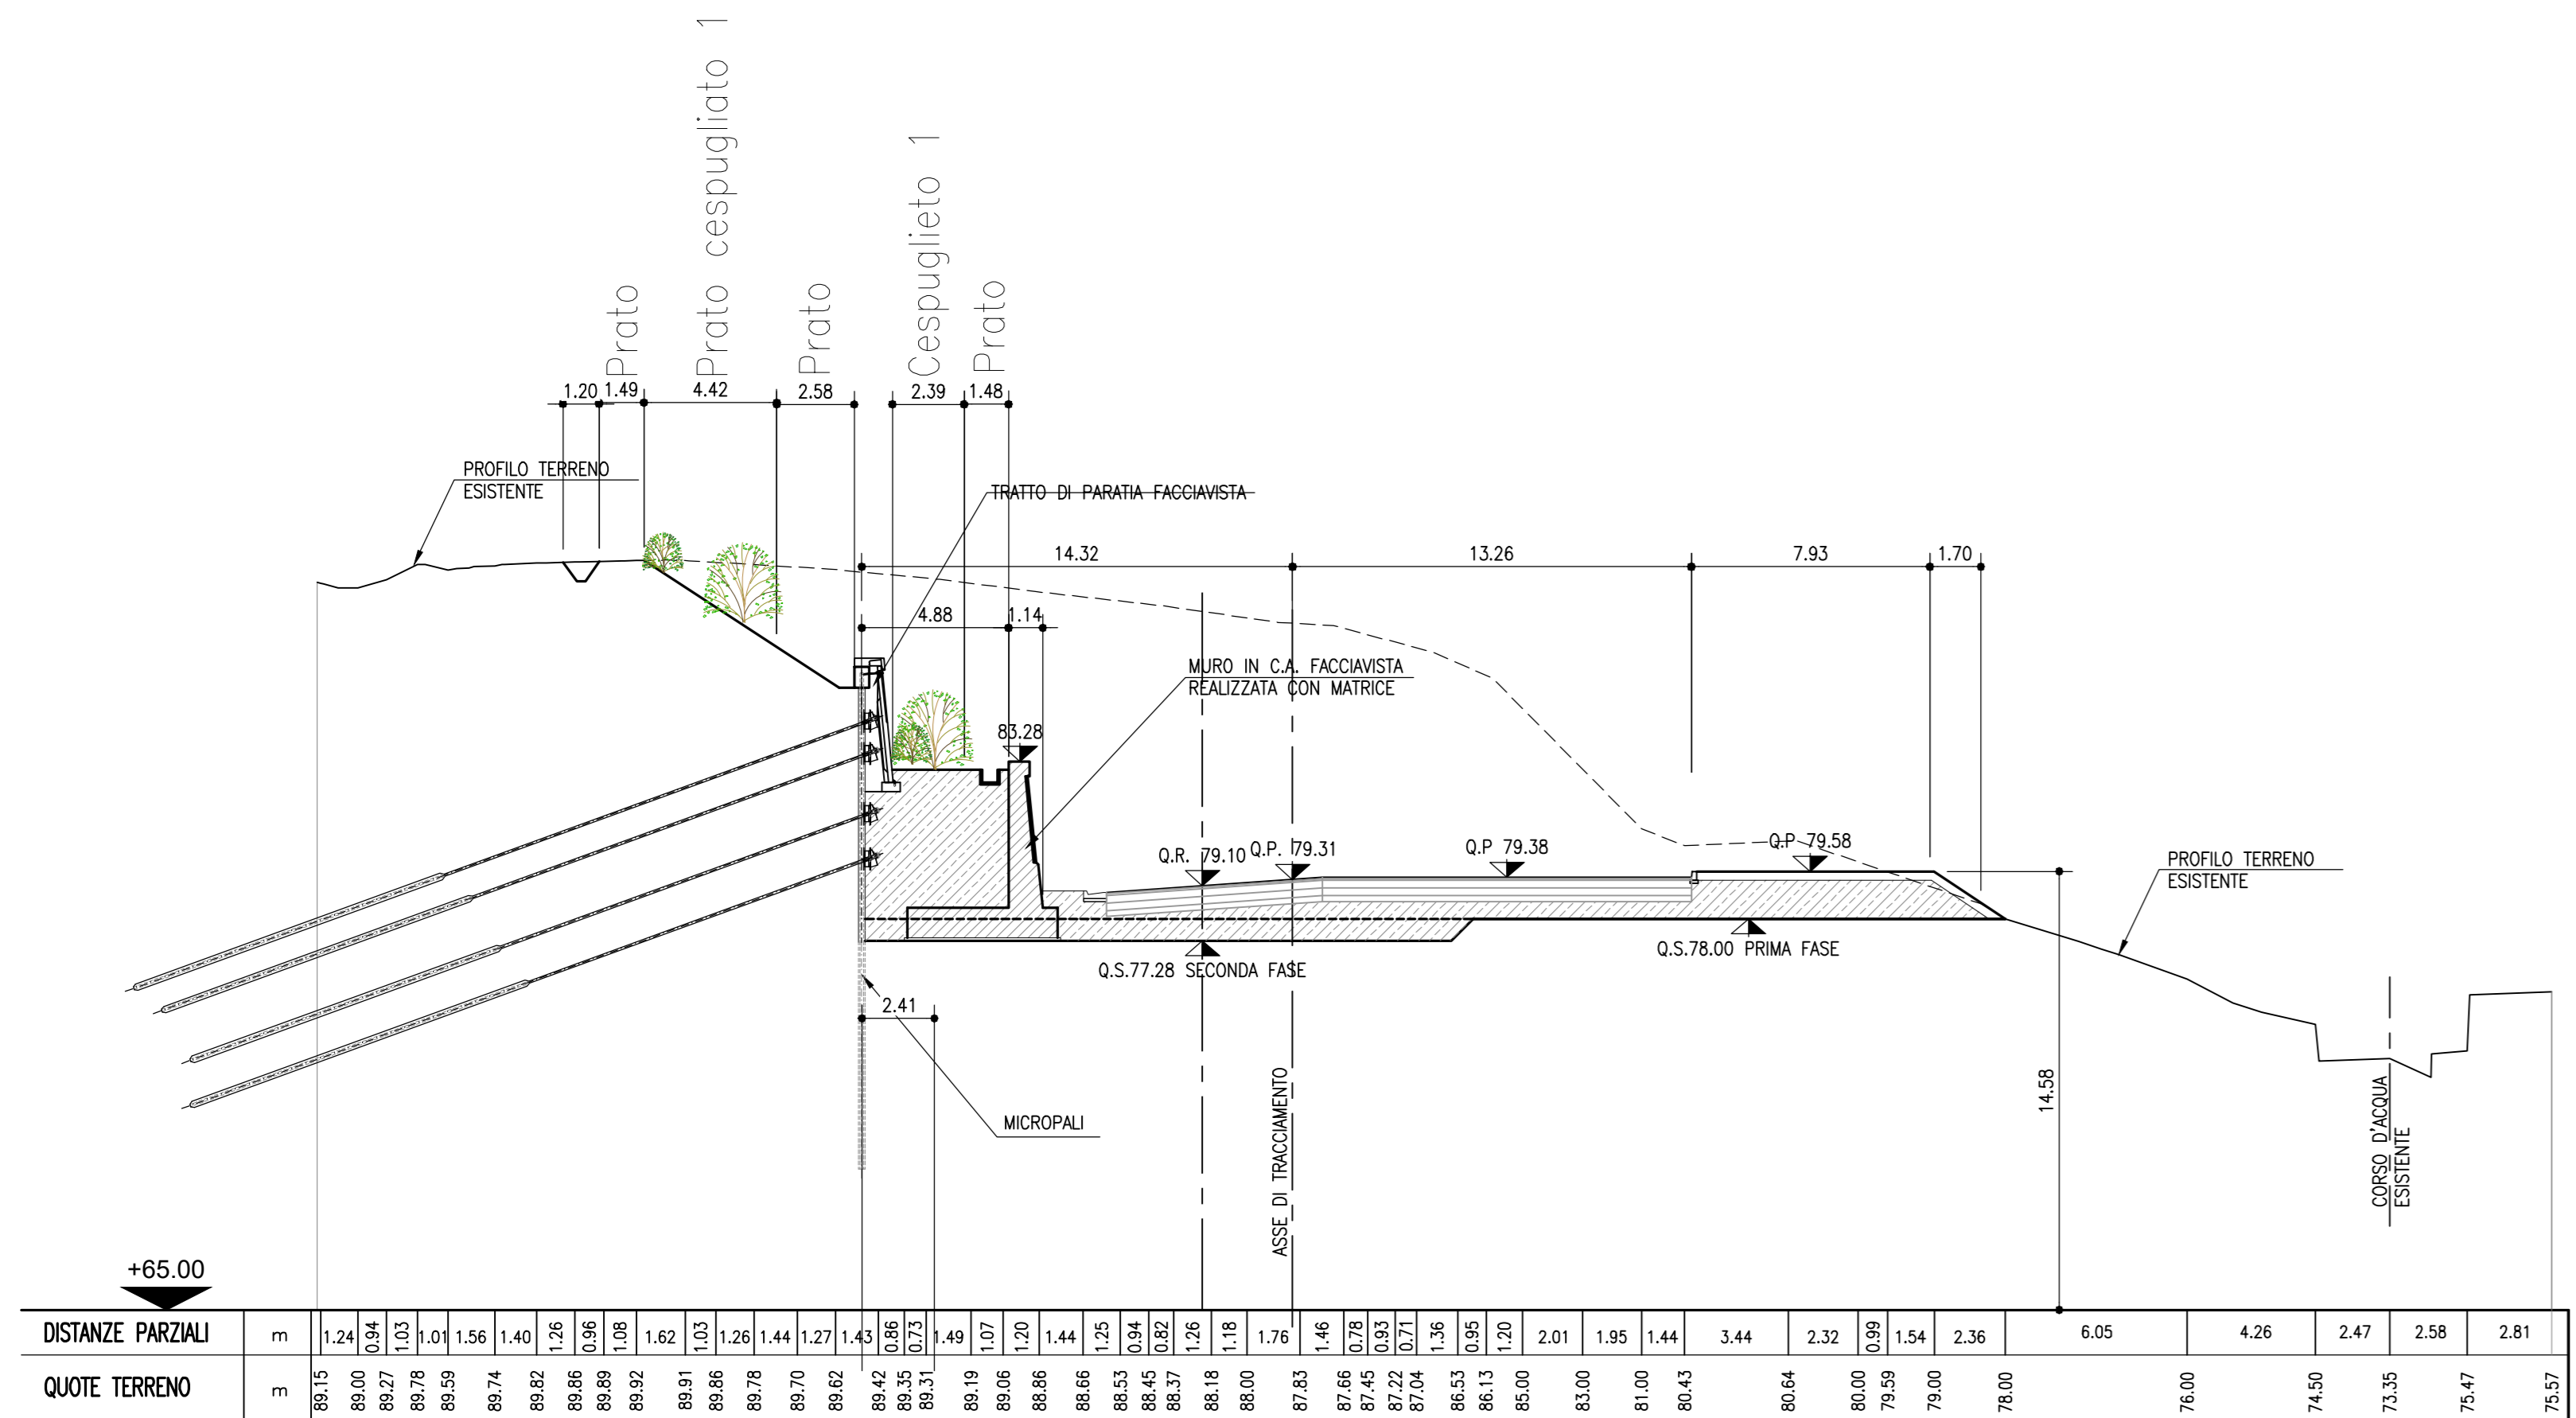 Prato
Prato cespugliato 1
Prato
Cespuglieto 1
Prato
1.20
1.49
4.42
2.58
2.39
1.48
PROFILO TERRENO
ESISTENTE
TRATTO DI PARATIA FACCIAVISTA
14.32
13.26
7.93
1.70
4.88
1.14
MURO IN C.A. FACCIAVISTA
REALIZZATA CON MATRICE
83.28
Q.R. 79.10
Q.P. 79.31
Q.P 79.38
Q.P 79.58
PROFILO TERRENO
ESISTENTE
Q.S.77.28 SECONDA FASE
Q.S.78.00 PRIMA FASE
2.41
MICROPALI
ASSE DI TRACCIAMENTO
14.58
CORSO D'ACQUA
ESISTENTE
+65.00
DISTANZE PARZIALI m 1.24 0.94 1.03 1.01 1.56 1.40 1.26 0.96 1.08 1.62 1.03 1.26 1.44 1.27 1.43 0.86 0.73 1.49 1.07 1.20 1.44 1.25 0.94 0.82 1.26 1.18 1.76 1.46 0.78 0.93 0.71 1.36 0.95 1.20 2.01 1.95 1.44 3.44 2.32 0.99 1.54 2.36 6.05 4.26 2.47 2.58 2.81
QUOTE TERRENO m 89.15 89.00 89.27 89.78 89.59 89.74 89.82 89.86 89.89 89.92 89.91 89.86 89.78 89.70 89.62 89.42 89.35 89.31 89.19 89.06 88.86 88.66 88.53 88.45 88.37 88.18 88.00 87.83 87.66 87.45 87.22 87.04 86.53 86.13 85.00 83.00 81.00 80.43 80.64 80.00 79.59 79.00 78.00 76.00 74.50 73.35 75.47 75.57